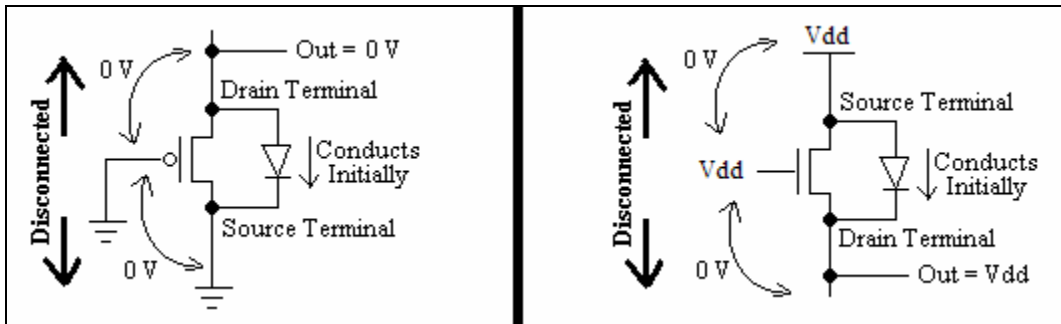 Out = 0 V
0 V
Drain Terminal
Disconnected
Conducts
Initially
Source Terminal
0 V
Vdd
0 V
Source Terminal
Disconnected
Vdd
Conducts
Initially
Drain Terminal
0 V
Out = Vdd